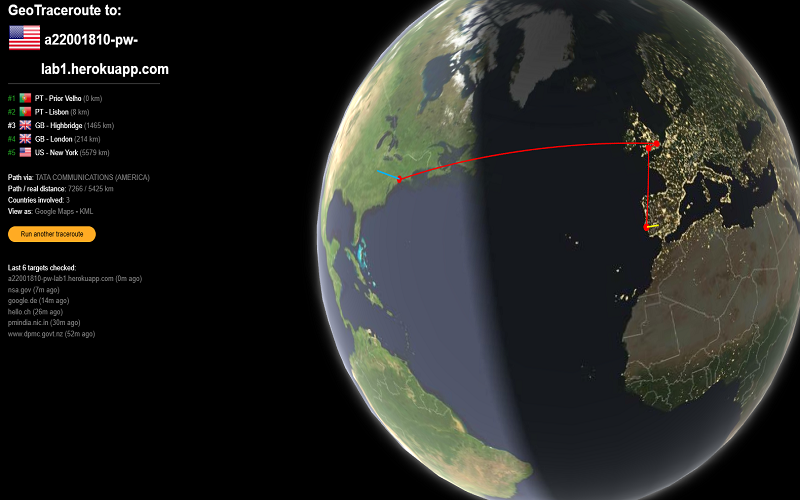 GeoTraceroute to:
a22001810-pw-
lab1.herokuapp.com
#1 PT - Prior Velho (0 km)
#2 PT - Lisbon (8 km)
#3 GB - Highbridge (1465 km)
#4 GB - London (214 km)
#5 US - New York (5579 km)
Path via: TATA COMMUNICATIONS (AMERICA)
Path / real distance: 7266 / 5425 km
Countries involved: 3
View as: Google Maps - KML
Run another traceroute
Last 6 targets checked:
a22001810-pw-lab1.herokuapp.com (0m ago)
nsa.gov (7m ago)
google.de (14m ago)
hello.ch (26m ago)
pmindia.nic.in (30m ago)
www.dpmc.govt.nz (52m ago)